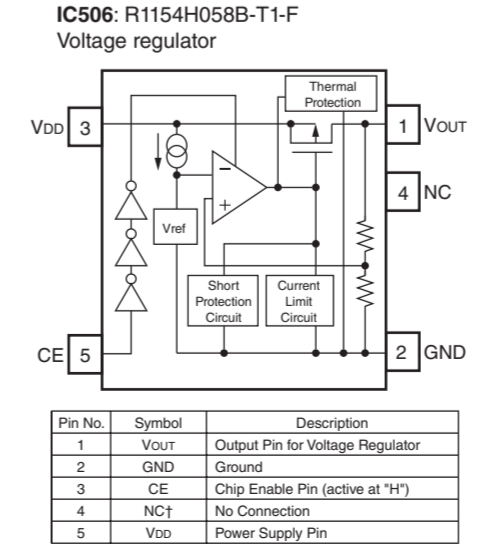 IC506: R1154H058B-T1-F
Voltage regulator
Thermal
Protection
VDD 3
1 VOUT
4 NC
Vref
Short
Protection
Circuit
Current
Limit
Circuit
CE 5
2 GND
Pin No. Symbol Description
1 VOUT Output Pin for Voltage Regulator
2 GND Ground
3 CE Chip Enable Pin (active at "H")
4 NC† No Connection
5 VDD Power Supply Pin